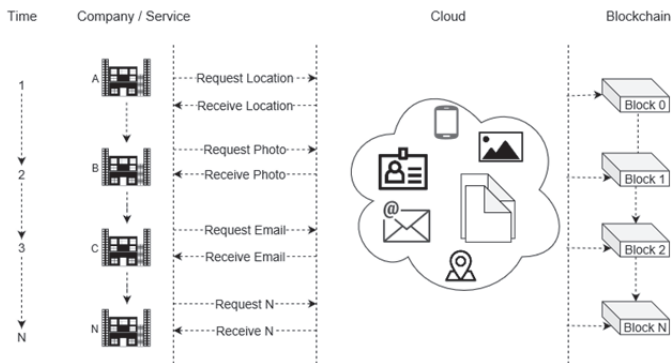 Time Company / Service Cloud Blockchain
1 A Request Location
Receive Location
Block 0
Request Photo
2 B Receive Photo
Block 1
@
Request Email
3 C Receive Email
Block 2
Request N
N N Receive N
Block N